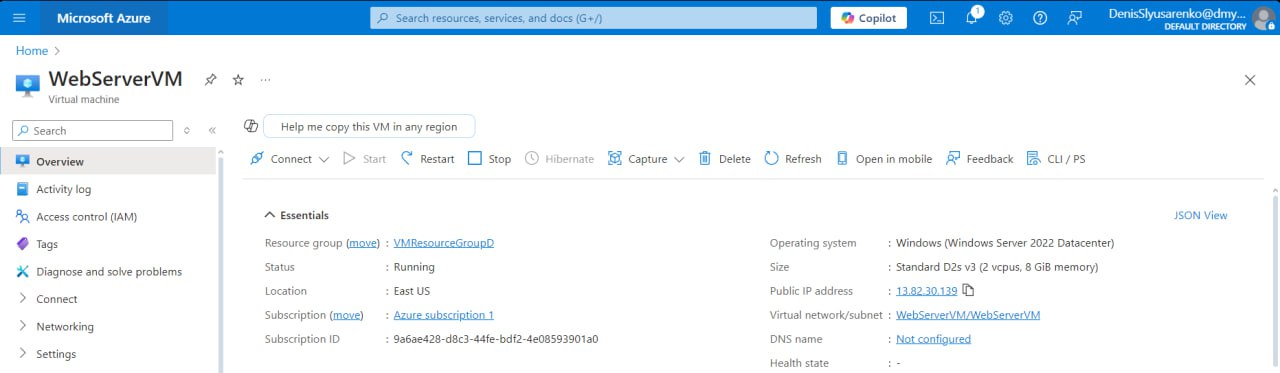 Microsoft Azure
Search resources, services, and docs (G+/)
Copilot
1
DenisSlyusarenko@dmy...
DEFAULT DIRECTORY
Home
WebServerVM
Virtual machine
Search
Help me copy this VM in any region
Connect Start Restart Stop Hibernate Capture Delete Refresh Open in mobile Feedback CLI / PS
Overview
Activity log
Access control (IAM)
Tags
Diagnose and solve problems
Connect
Networking
Settings
Essentials
JSON View
Resource group (move) : VMResourceGroupD
Status : Running
Location : East US
Subscription (move) : Azure subscription 1
Subscription ID : 9a6ae428-d8c3-44fe-bdf2-4e08593901a0
Operating system : Windows (Windows Server 2022 Datacenter)
Size : Standard D2s v3 (2 vcpus, 8 GiB memory)
Public IP address : 13.82.30.139
Virtual network/subnet : WebServerVM/WebServerVM
DNS name : Not configured
Health state : -